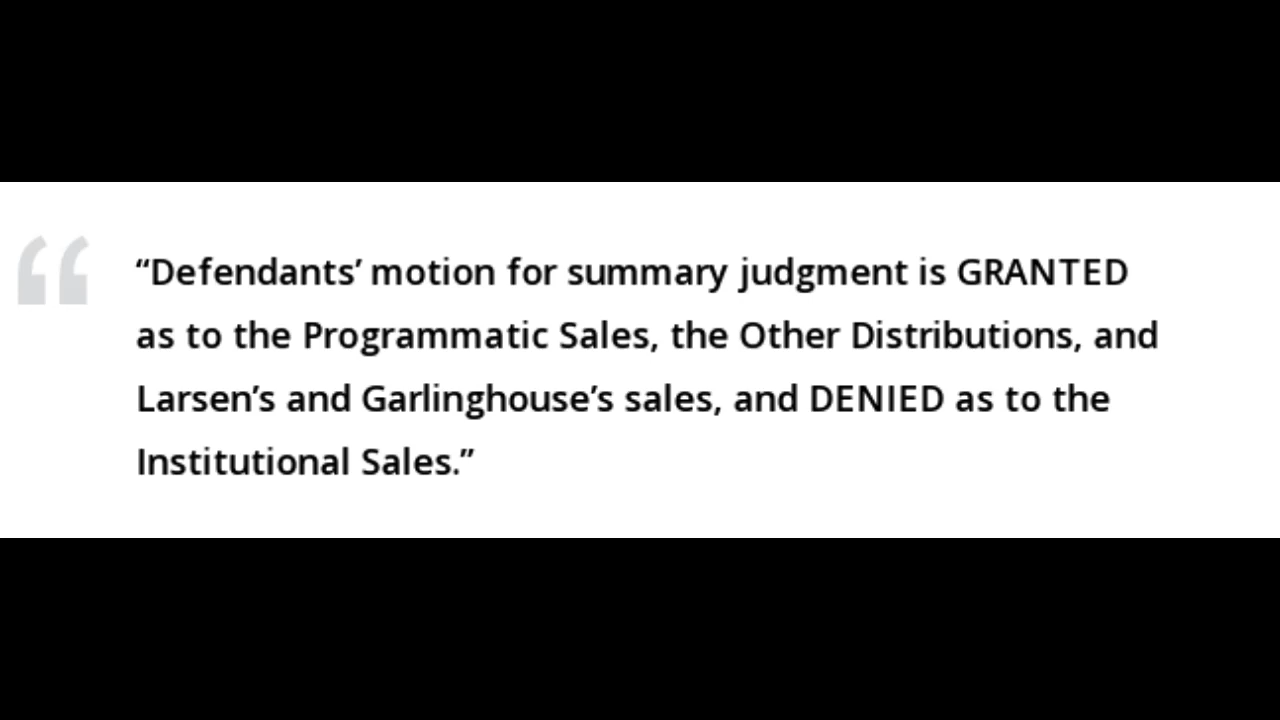 “Defendants’ motion for summary judgment is GRANTED
as to the Programmatic Sales, the Other Distributions, and
Larsen’s and Garlinghouse’s sales, and DENIED as to the
Institutional Sales.”